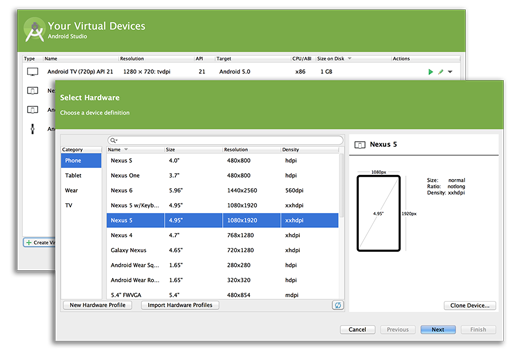 Your Virtual Devices
Android Studio
Type Name Resolution API Target CPU/ABI Size on Disk Actions
Android TV (720p) API 21 1280 × 720: tvdpi 21 Android 5.0 x86 1 GB
Ne
An
An
Create Vi
Select Hardware
Choose a device definition
Category Name Size Resolution Density
Phone
Tablet
Wear
TV
Nexus S 4.0" 480x800 hdpi
Nexus One 3.7" 480x800 hdpi
Nexus 6 5.96" 1440x2560 560dpi
Nexus 5 w/Keyb... 4.95" 1080x1920 xxhdpi
Nexus 5 4.95" 1080x1920 xxhdpi
Nexus 4 4.7" 768x1280 xhdpi
Galaxy Nexus 4.65" 720x1280 xhdpi
Android Wear Sq... 1.65" 280x280 hdpi
Android Wear Ro... 1.65" 320x320 hdpi
5.4" FWVGA 5.4" 480x854 mdpi
New Hardware Profile Import Hardware Profiles
Nexus 5
1080px
4.95"
1920px
Size: normal
Ratio: notlong
Density: xxhdpi
Clone Device...
Cancel Previous Next Finish